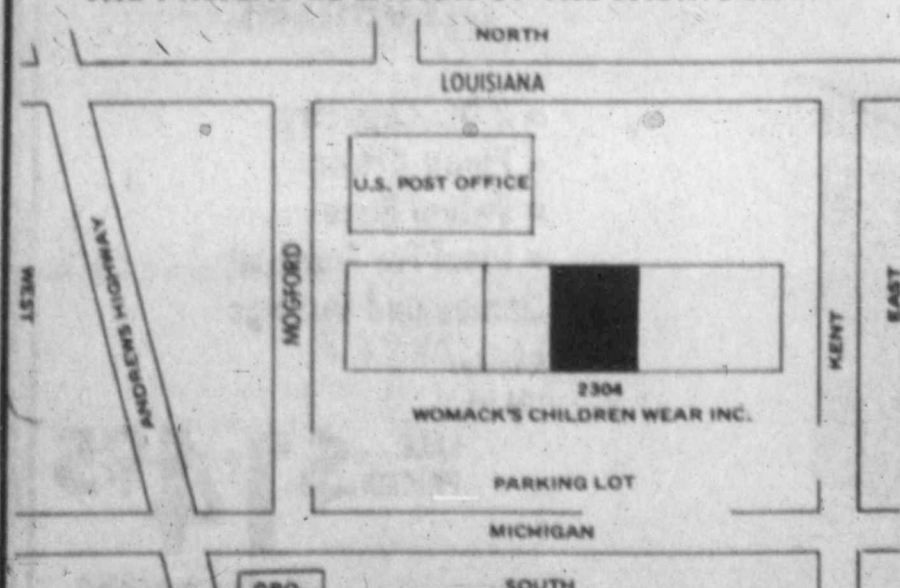 NORTH
LOUISIANA
U.S. POST OFFICE
WEST
ANDREWS HIGHWAY
MOGFORD
KENT
EAST
2304
WOMACK'S CHILDREN WEAR INC.
PARKING LOT
MICHIGAN
SOUTH